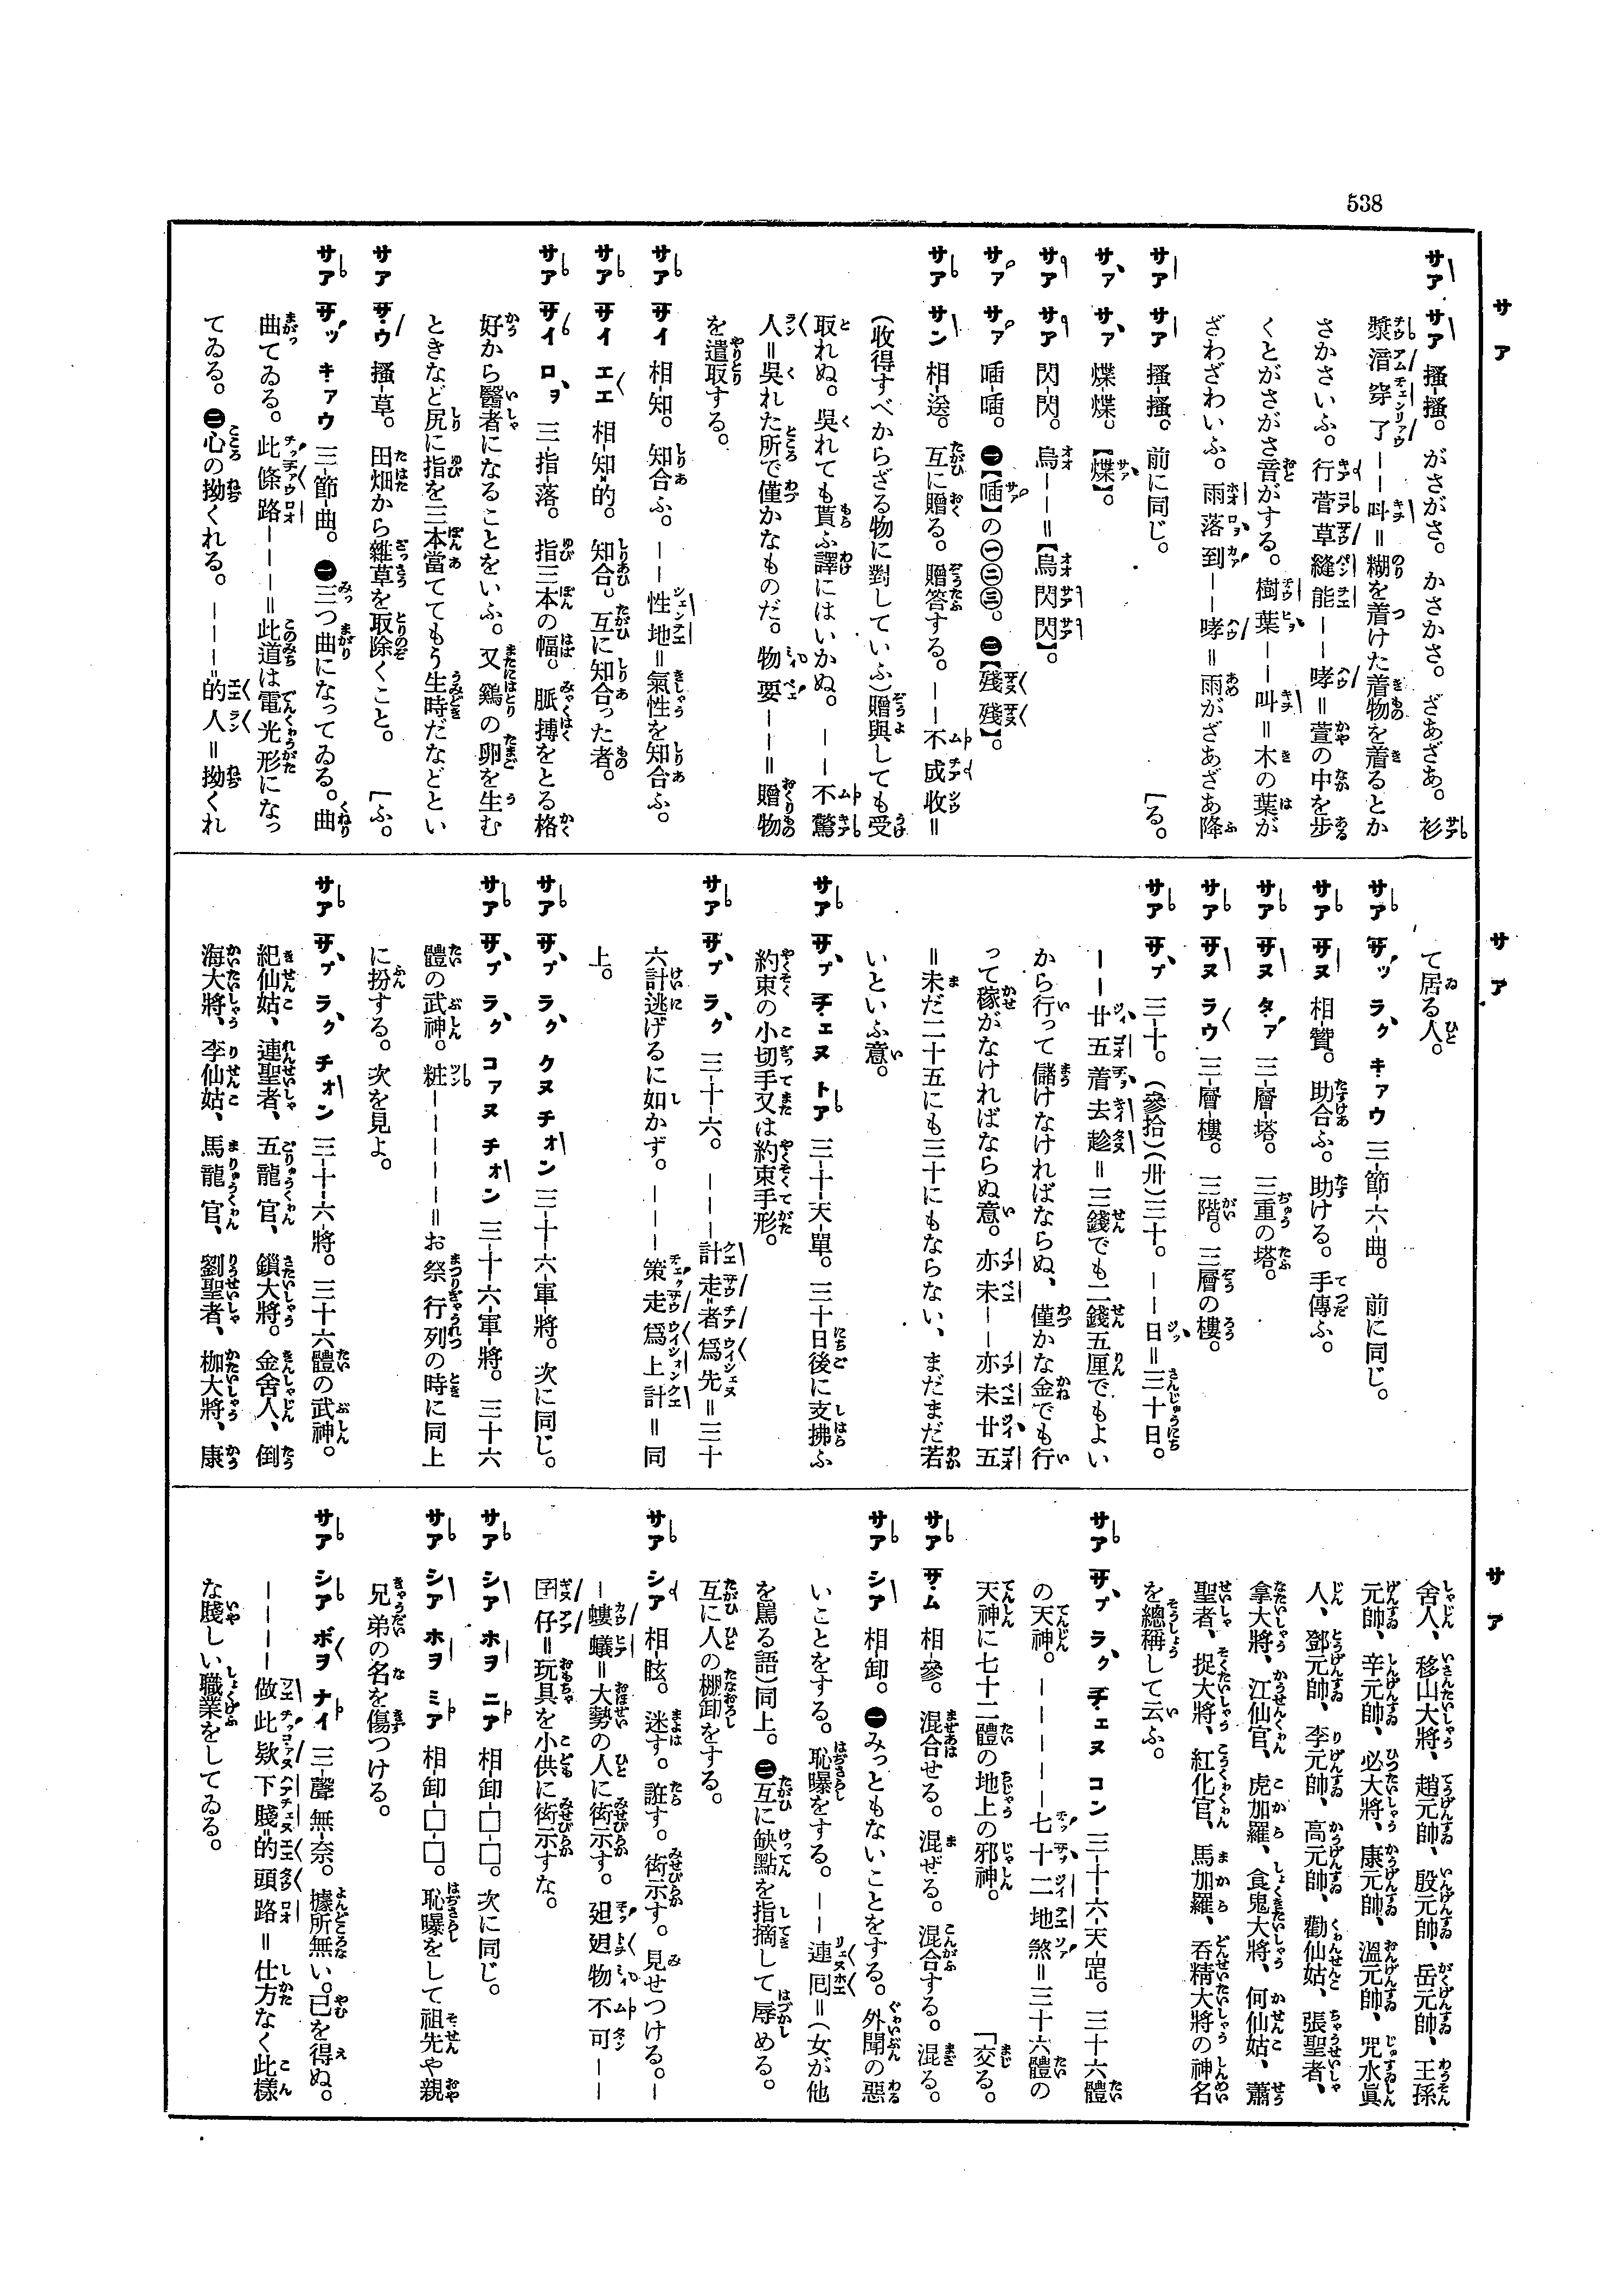 538
サア
サア サア 搔-搔。がさがさ。かさかさ。ざあざあ。衫
漿㴨穿了－－叫＝糊を着けた着物を着るとか
さかさいふ。行菅草縫能－－哮＝萱の中を歩
くとがさがさ音がする。樹葉－－叫＝木の葉が
ざわざわいふ。雨落到－－哮＝雨がざあざあ降
サア サア 搔-搔。前に同じ。 ［る。
サァ サァ 煠煠。【煠】。
サア サア 閃閃。烏－－＝【烏閃閃】。
サァ サァ 喢-喢。㊀【喢】の㊀㊁㊂。㊁【殘殘】。
サア サン 相-送。互に贈る。贈答する。－－不成收＝
(收得すべからざる物に對していふ)贈與しても受
取れぬ。吳れても貰ふ譯にはいかぬ。－－不驚
人＝吳れた所で僅かなものだ。物要－－＝贈物
を遣取する。
サア サイ 相-知。知合ふ。－－性地＝氣性を知合ふ。
サア サイ エエ 相-知-的。知合。互に知合った者。
サア サイ ロヲ 三-指-落。指三本の幅。脈搏をとる格
好から醫者になることをいふ。又鷄の卵を生む
ときなど尻に指を三本當ててもう生時だなどとい
サア サウ 搔-草。田畑から雜草を取除くこと。 ［ふ。
サア サッ キァウ 三-節-曲。㊀三つ曲になってゐる。曲
曲てゐる。此條路－－－＝此道は電光形になっ
てゐる。㊁心の拗くれる。－－－的人＝拗くれ
サア
て居る人。
サア サッ ラク キァウ 三-節-六-曲。前に同じ。
サア サヌ 相-贊。助合ふ。助ける。手傳ふ。
サア サヌ タァ 三-層-塔。三重の塔。
サア サヌ ラウ 三-層-樓。三階。三層の樓。
サア サプ 三十。(參拾)(卅)三十。－－日＝三十日。
－－廿五着去趁＝三錢でも二錢五厘でもよい
から行って儲けなければならぬ、僅かな金でも行
って稼がなければならぬ意。亦未－－亦未廿五
＝未だ二十五にも三十にもならない、まだまだ若
いといふ意。
サア サプ チェヌ トア 三-十-天-單。三十日後に支拂ふ
約束の小切手又は約束手形。
サア サプ ラク 三-十-六。－－－計走者爲先＝三十
六計逃げるに如かず。－－－策走爲上計＝同
上。
サア サプ ラク クヌ チォン 三-十-六-軍-將。次に同じ。
サア サプ ラク コァヌ チォン 三-十-六-軍-將。三十六
體の武神。粧－－－－－＝お祭行列の時に同上
に扮する。次を見よ。
サア サプ ラク チォン 三-十-六-將。三十六體の武神。
紀仙姑、連聖者、五龍官、鎖大將。金舍人、倒
海大將、李仙姑、馬龍官、劉聖者、枷大將、康
サア
舍人、移山大將、趙元帥、殷元帥、岳元帥、王孫
元帥、辛元帥、必大將、康元帥、溫元帥、咒水眞
人、鄧元帥、李元帥、高元帥、勸仙姑、張聖者、
拿大將、江仙官、虎加羅、食鬼大將、何仙姑、蕭
聖者、捉大將、紅化官、馬加羅、吞精大將の神名
を總稱して云ふ。
サア サプ ラク チェヌ コン 三-十-六-天-罡。三十六體
の天神。－－－－－七十二地煞＝三十六體の
天神に七十二體の地上の邪神。 ［交る。
サア サム 相-參。混合せる。混ぜる。混合する。混る。
サア シア 相-卸。㊀みっともないことをする。外聞の惡
いことをする。恥曝をする。－－連囘＝(女が他
を罵る語)同上。㊁互に缺點を指摘して辱める。
互に人の棚卸をする。
サア シア 相-眩。迷す。誑す。衒示す。見せつける。－
－螻蟻＝大勢の人に衒示す。𨑨𨑨物不可－－
囝仔＝玩具を小供に衒示すな。
サア シア ホヲ ニア 相-卸-□-□。次に同じ。
サア シア ホヲ ミア 相-卸-□-□。恥曝をして祖先や親
兄弟の名を傷つける。
サア シア ボヲ ナイ 三-聲-無-奈。據所無い。已を得ぬ。
－－－－做此欵下賤的頭路＝仕方なく此樣
な賤しい職業をしてゐる。